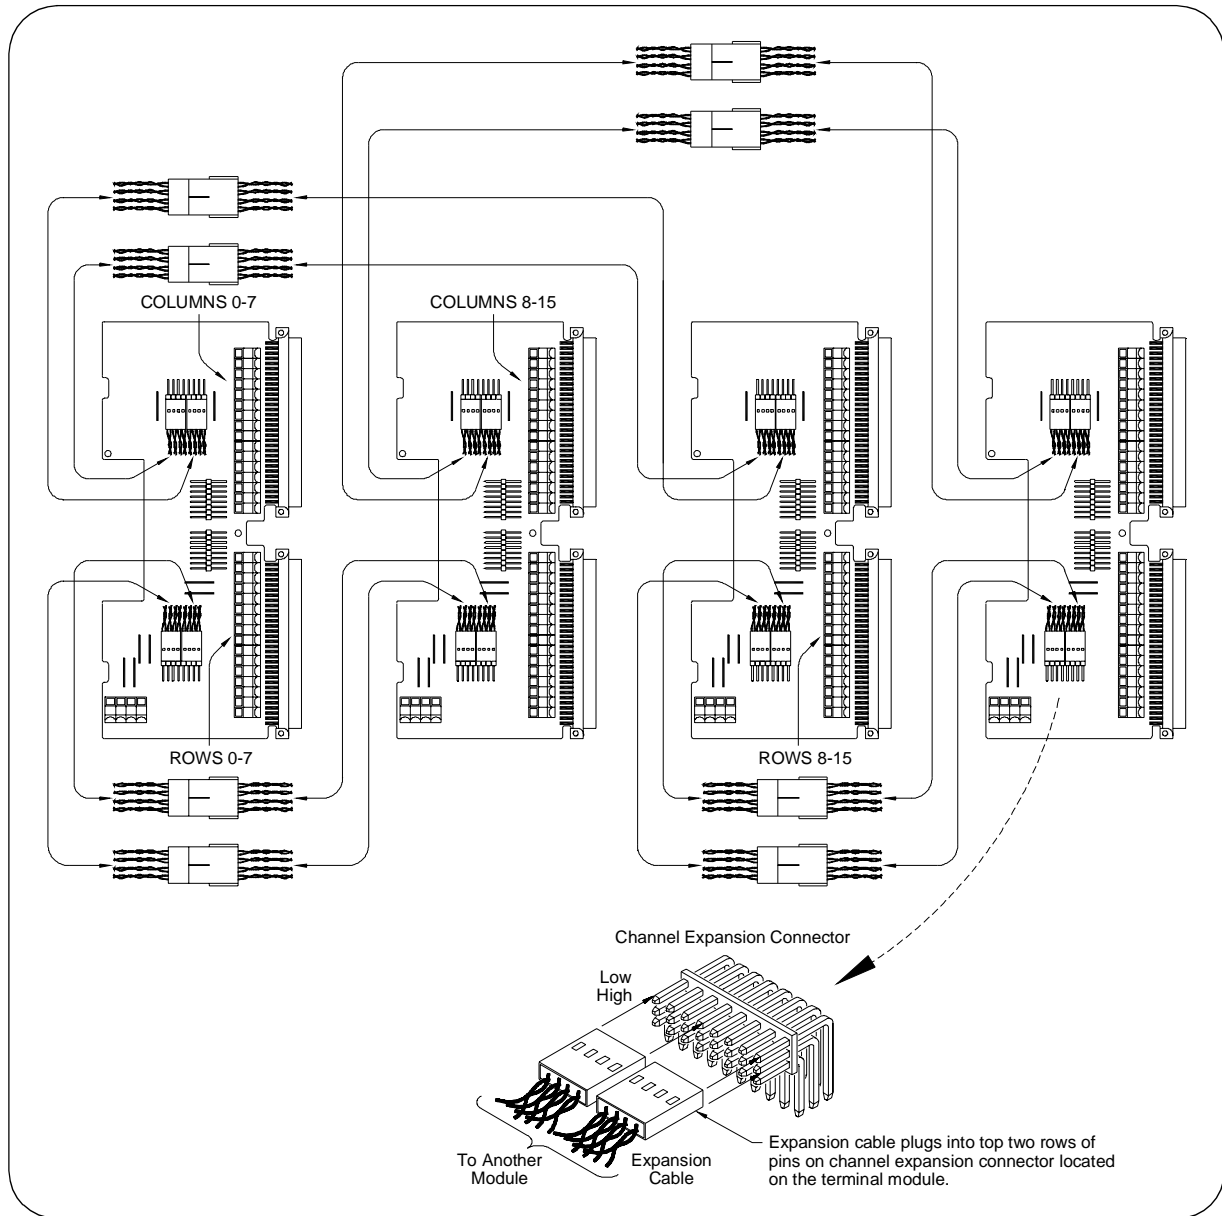 COLUMNS 0-7
COLUMNS 8-15
ROWS 0-7
ROWS 8-15
Channel Expansion Connector
Low
High
To Another
Module
Expansion
Cable
Expansion cable plugs into top two rows of
pins on channel expansion connector located
on the terminal module.